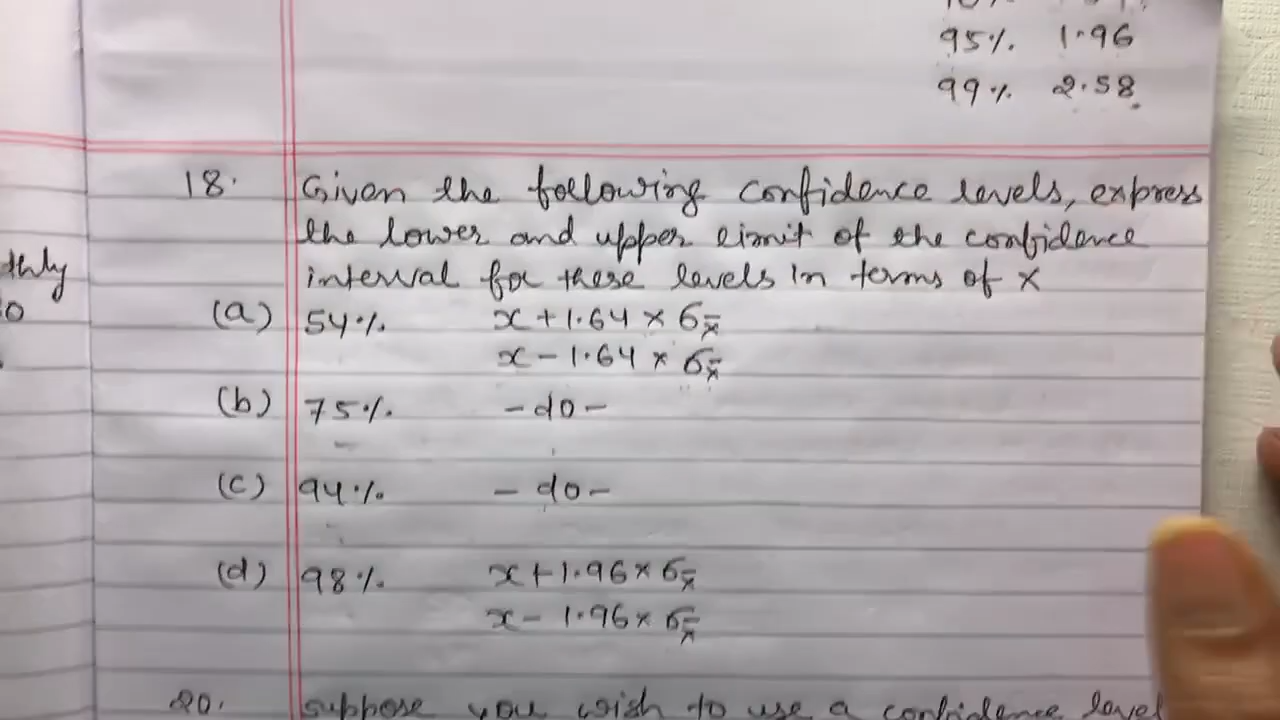 95% 1.96
99% 2.58
18. Given the following confidence levels, express
the lower and upper limit of the confidence
interval for these levels in terms of x
thly
0
(a) 54% x+1.64 × σx̄
x-1.64 × σx̄
(b) 75% -do-
(c) 94% -do-
(d) 98% x+1.96× σx̄
x-1.96× σx̄
20. suppose you wish to use a confidence level